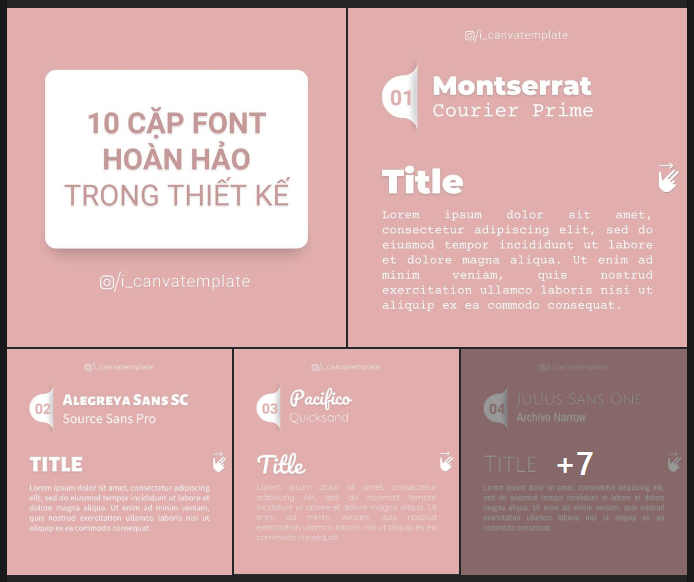 10 CẶP FONT
HOÀN HẢO
TRONG THIẾT KẾ
/i_canvatemplate
/i_canvatemplate
01
Montserrat
Courier Prime
Title
Lorem ipsum dolor sit amet,
consectetur adipiscing elit, sed do
eiusmod tempor incididunt ut labore
et dolore magna aliqua. Ut enim ad
minim veniam, quis nostrud
exercitation ullamco laboris nisi ut
aliquip ex ea commodo consequat.
/i_canvatemplate
02
Alegreya Sans SC
Source Sans Pro
TITLE
Lorem ipsum dolor sit amet, consectetur adipiscing
elit, sed do eiusmod tempor incididunt ut labore et
dolore magna aliqua. Ut enim ad minim veniam,
quis nostrud exercitation ullamco laboris nisi ut
aliquip ex ea commodo consequat.
/i_canvatemplate
03
Pacifico
Quicksand
Title
Lorem ipsum dolor sit amet, consectetur
adipiscing elit, sed do eiusmod tempor
incididunt ut labore et dolore magna aliqua. Ut
enim ad minim veniam, quis nostrud
exercitation ullamco laboris nisi ut aliquip ex ea
commodo consequat.
/i_canvatemplate
04
Julius Sans One
Archivo Narrow
Title
+7
Lorem ipsum dolor sit amet, consectetur adipiscing elit, sed do
eiusmod tempor incididunt ut labore et dolore magna
aliqua. Ut enim ad minim veniam, quis nostrud
exercitation ullamco laboris nisi ut aliquip ex ea
commodo consequat.